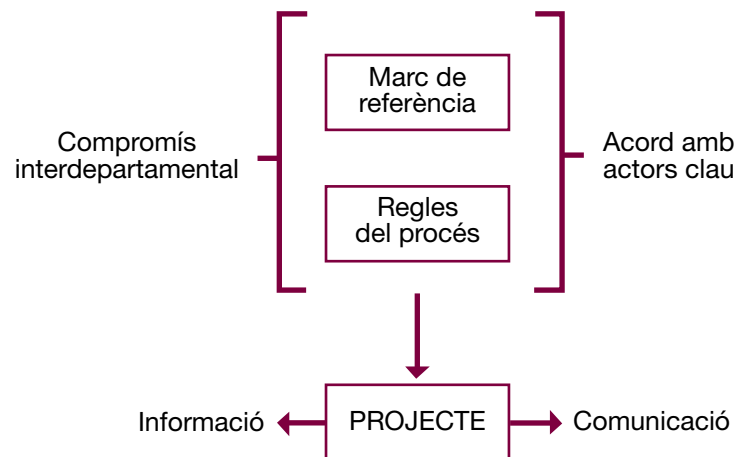 Marc de
referència
Compromís
interdepartamental
Acord amb
actors clau
Regles
del procés
Informació
PROJECTE
Comunicació